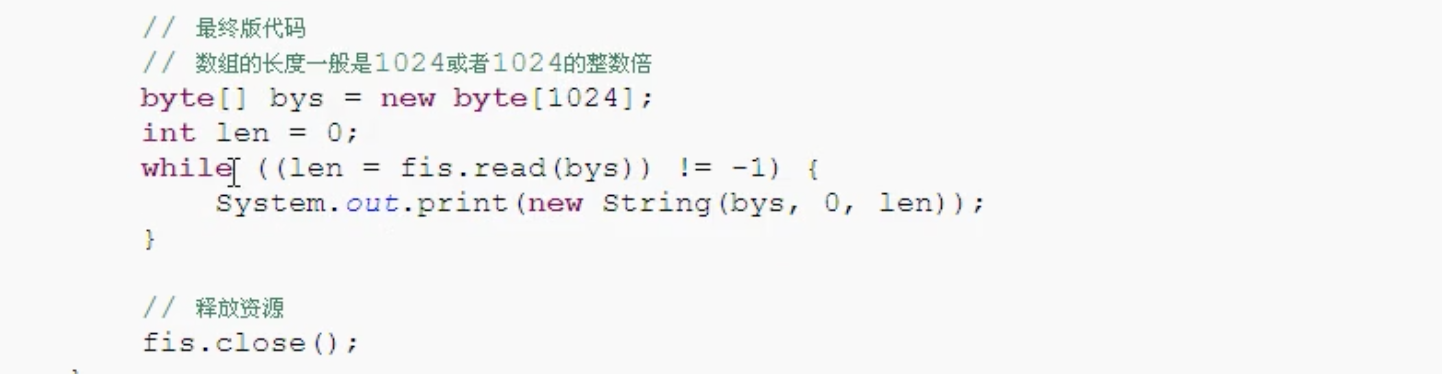 // 最终版代码
// 数组的长度一般是1024或者1024的整数倍
byte[] bys = new byte[1024];
int len = 0;
while ((len = fis.read(bys)) != -1) {
System.out.print(new String(bys, 0, len));
}
// 释放资源
fis.close();